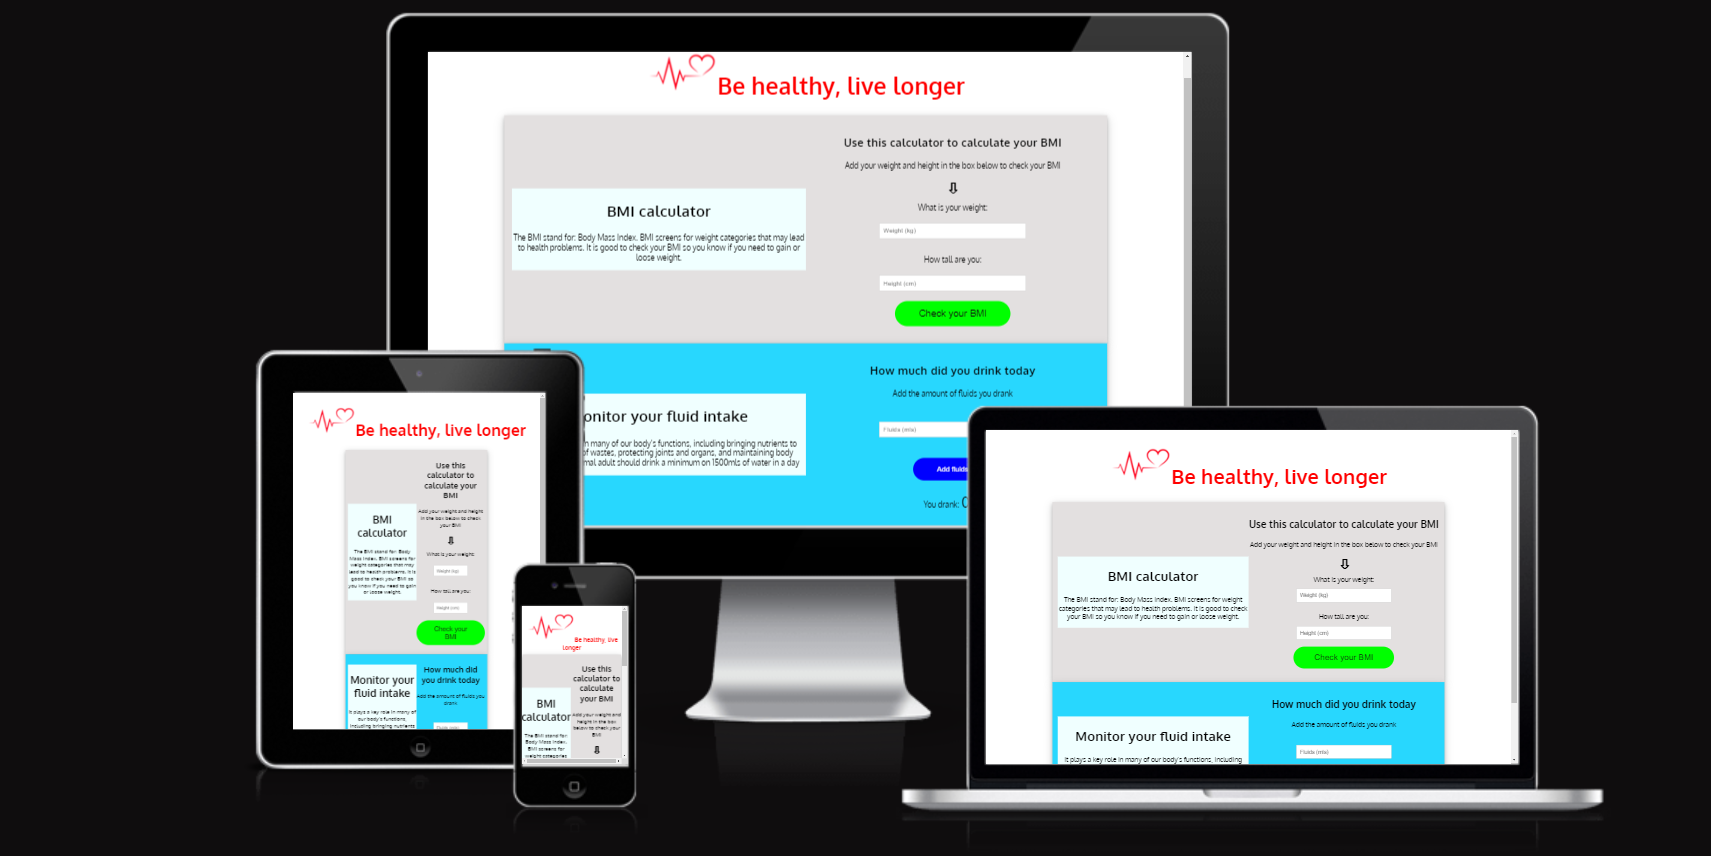 Be healthy, live longer
Use this calculator to calculate your BMI
Add your weight and height in the box below to check your BMI
⇩
What is your weight:
Weight (kg)
How tall are you:
Height (cm)
Check your BMI
BMI calculator
The BMI stand for: Body Mass Index. BMI screens for weight categories that may lead
to health problems. It is good to check your BMI so you know if you need to gain or
loose weight.
How much did you drink today
Add the amount of fluids you drank
Fluids (mls)
Add fluids
You drank:
onitor your fluid intake
n many of our body's functions, including bringing nutrients to
of wastes, protecting joints and organs, and maintaining body
mal adult should drink a minimum on 1500mls of water in a day
Be healthy, live longer
Use this
calculator to
calculate your
BMI
Add your weight and height
in the box below to check
your BMI
⇩
What is your weight:
Weight (kg)
How tall are you:
Height (cm)
Check your
BMI
BMI
calculator
The BMI stand for: Body
Mass Index. BMI screens for
weight categories that may
lead to health problems. It is
good to check your BMI so
you know if you need to gain
or loose weight.
How much did
you drink today
Add the amount of fluids you
drank
Monitor your
fluid intake
It plays a key role in many of
our body's functions
including bringing nutrients
Be healthy, live
longer
Use this
calculator to
calculate
your BMI
Add your weight and
height in the box
below to check your
BMI
⇩
BMI
calculator
The BMI stand for:
Body Mass Index.
BMI screens for
weight categories
Be healthy, live longer
Use this calculator to calculate your BMI
Add your weight and height in the box below to check your BMI
⇩
What is your weight:
Weight (kg)
How tall are you:
Height (cm)
Check your BMI
BMI calculator
The BMI stand for: Body Mass Index. BMI screens for weight
categories that may lead to health problems. It is good to check
your BMI so you know if you need to gain or loose weight.
How much did you drink today
Add the amount of fluids you drank
Fluids (mls)
Monitor your fluid intake
It plays a key role in many of our body's functions, including